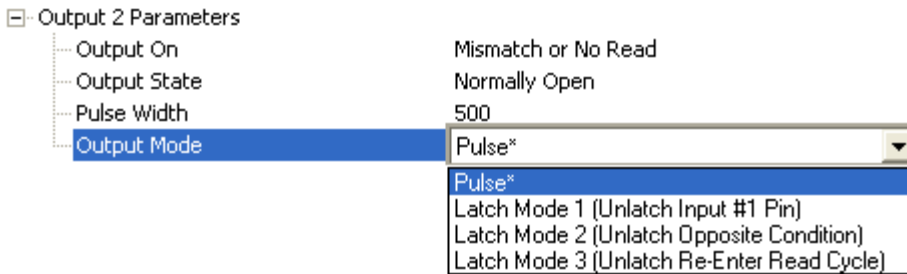 Output 2 Parameters
Output On Mismatch or No Read
Output State Normally Open
Pulse Width 500
Output Mode Pulse*
Pulse*
Latch Mode 1 (Unlatch Input #1 Pin)
Latch Mode 2 (Unlatch Opposite Condition)
Latch Mode 3 (Unlatch Re-Enter Read Cycle)